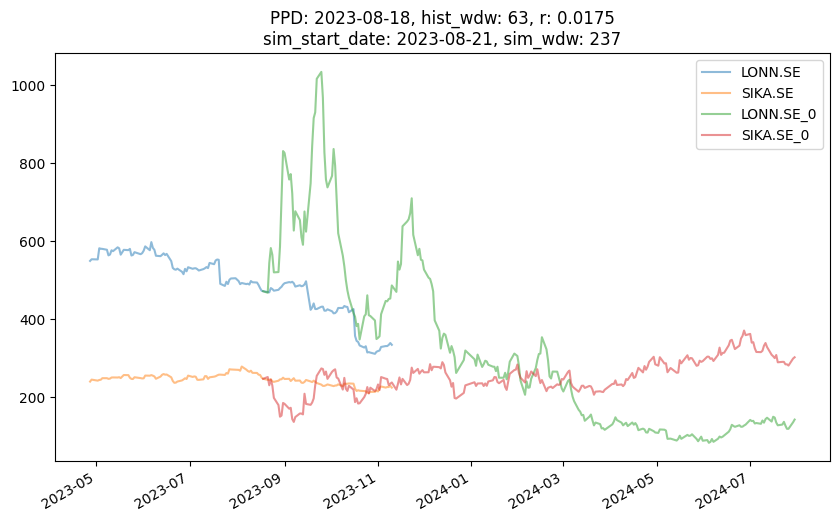 PPD: 2023-08-18, hist_wdw: 63, r: 0.0175
sim_start_date: 2023-08-21, sim_wdw: 237
LONN.SE
SIKA.SE
LONN.SE_0
SIKA.SE_0
1000
800
600
400
200
2023-05
2023-07
2023-09
2023-11
2024-01
2024-03
2024-05
2024-07